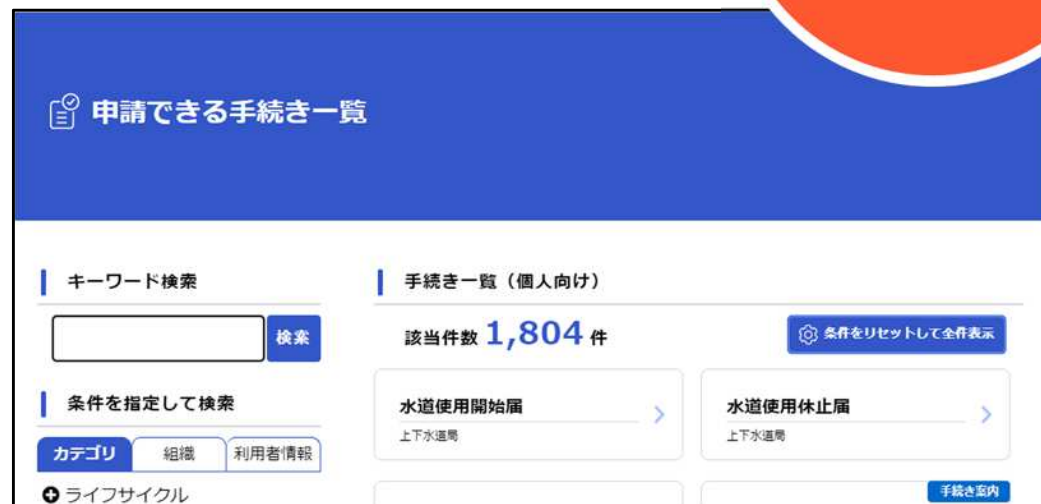 申請できる手続き一覧
キーワード検索
検索
条件を指定して検索
カテゴリ 組織 利用者情報
ライフサイクル
手続き一覧（個人向け）
該当件数 1,804 件
条件をリセットして全件表示
水道使用開始届
上下水道局
水道使用休止届
上下水道局
手続き案内